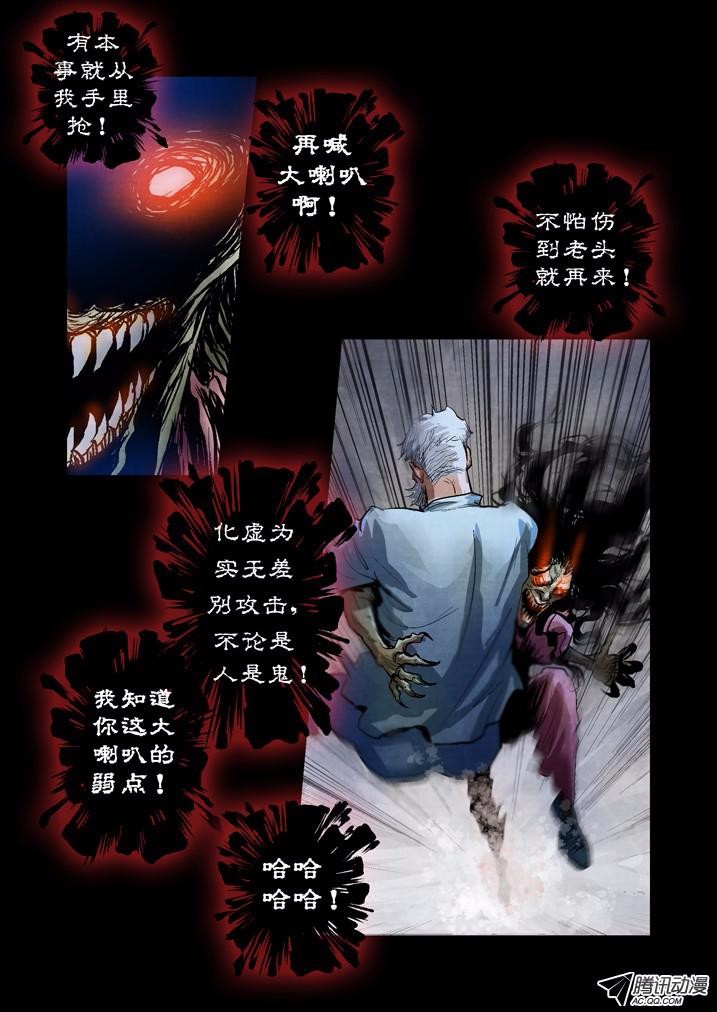 有本
事就从
我手里
抢！
再喊
大喇叭
啊！
不怕伤
到老头
就再来！
化虚为
实无差
别攻击，
不论是
人是鬼！
我知道
你这大
喇叭的
弱点！
哈哈
哈哈！
腾讯动漫
AC.QQ.COM